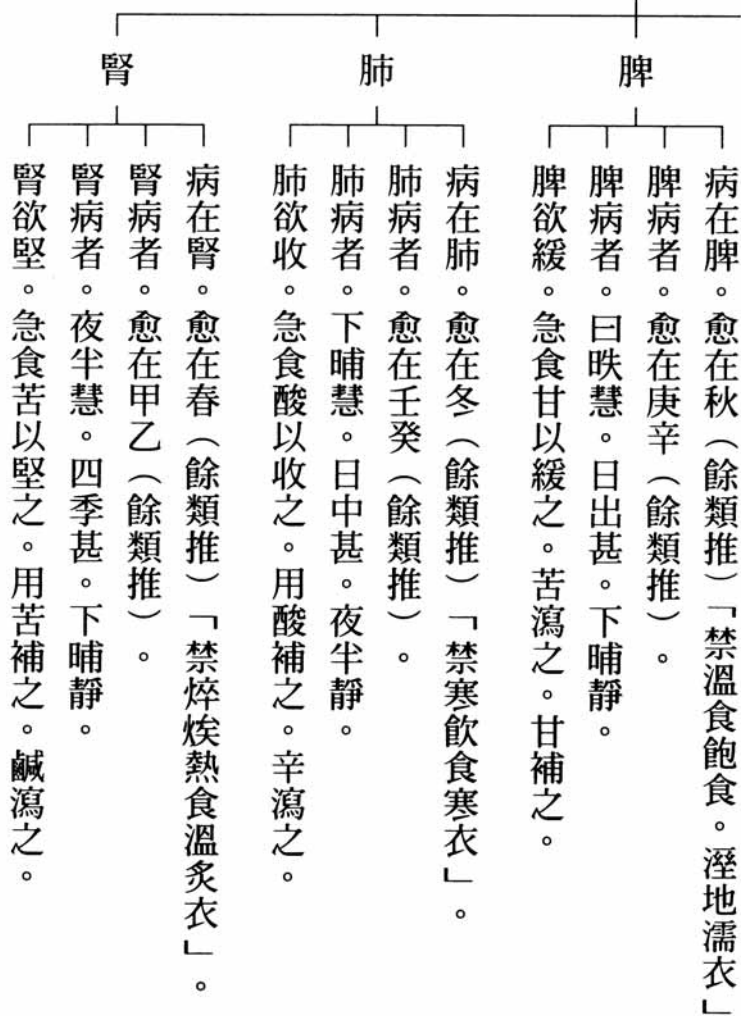 脾
病在脾。愈在秋（餘類推）「禁溫食飽食。溼地濡衣」
脾病者。愈在庚辛（餘類推）。
脾病者。日昳慧。日出甚。下晡靜。
脾欲緩。急食甘以緩之。苦瀉之。甘補之。
肺
病在肺。愈在冬（餘類推）「禁寒飲食寒衣」。
肺病者。愈在壬癸（餘類推）。
肺病者。下晡慧。日中甚。夜半靜。
肺欲收。急食酸以收之。用酸補之。辛瀉之。
腎
病在腎。愈在春（餘類推）「禁焠㶼熱食溫炙衣」。
腎病者。愈在甲乙（餘類推）。
腎病者。夜半慧。四季甚。下晡靜。
腎欲堅。急食苦以堅之。用苦補之。鹹瀉之。